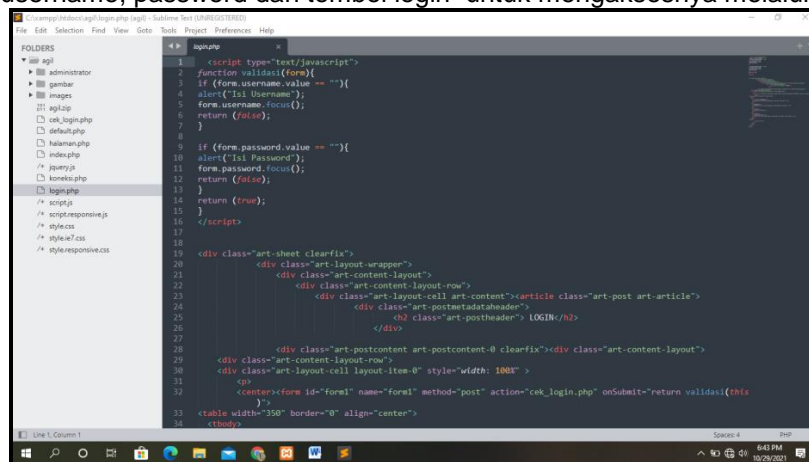 username, password dan tombol login" untuk mengaksesnya melalui
C:\xampp\htdocs\agil\login.php (agil) - Sublime Text (UNREGISTERED)
File Edit Selection Find View Goto Tools Project Preferences Help
FOLDERS
agil
administrator
gambar
images
agil.zip
cek_login.php
default.php
halaman.php
index.php
/* jquery.js
koneksi.php
login.php
/* script.js
/* script.responsive.js
/* style.css
/* style.ie7.css
/* style.responsive.css
login.php ×
1 <script type="text/javascript">
2 function validasi(form){
3 if (form.username.value == ""){
4 alert("Isi Username");
5 form.username.focus();
6 return (false);
7 }
8
9 if (form.password.value == ""){
10 alert("Isi Password");
11 form.password.focus();
12 return (false);
13 }
14 return (true);
15 }
16 </script>
17
18
19 <div class="art-sheet clearfix">
20 <div class="art-layout-wrapper">
21 <div class="art-content-layout">
22 <div class="art-content-layout-row">
23 <div class="art-layout-cell art-content"><article class="art-post art-article">
24 <div class="art-postmetadataheader">
25 <h2 class="art-postheader"> LOGIN</h2>
26 </div>
27
28 <div class="art-postcontent art-postcontent-0 clearfix"><div class="art-content-layout">
29 <div class="art-content-layout-row">
30 <div class="art-layout-cell layout-item-0" style="width: 100%" >
31 <p>
32 <center><form id="form1" name="form1" method="post" action="cek_login.php" onSubmit="return validasi(this
)">
33 <table width="350" border="0" align="center">
34 <tbody>
Line 1, Column 1
Spaces: 4 PHP
6:43 PM
10/29/2021